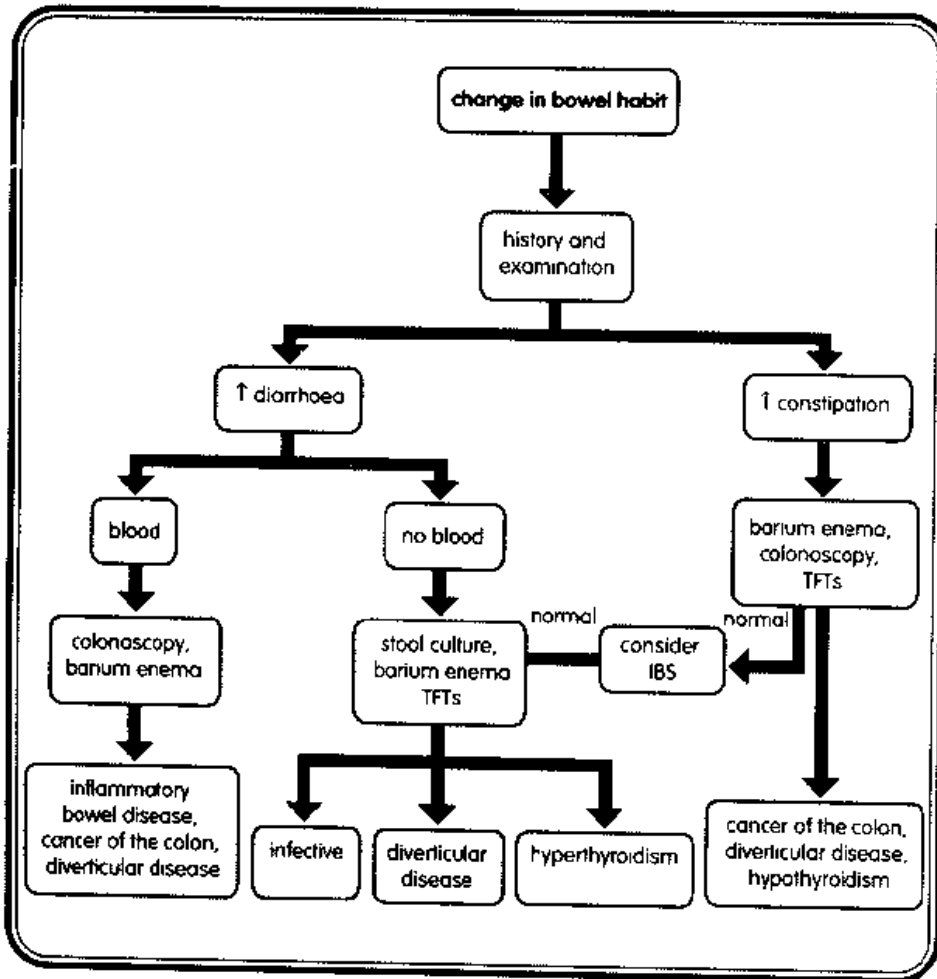 change in bowel habit
history and
examination
↑ diarrhoea
↑ constipation
blood
no blood
barium enema,
colonoscopy,
TFTs
normal
normal
colonoscopy,
barium enema
stool culture,
barium enema
TFTs
consider
IBS
inflammatory
bowel disease,
cancer of the colon,
diverticular disease
infective
diverticular
disease
hyperthyroidism
cancer of the colon,
diverticular disease,
hypothyroidism